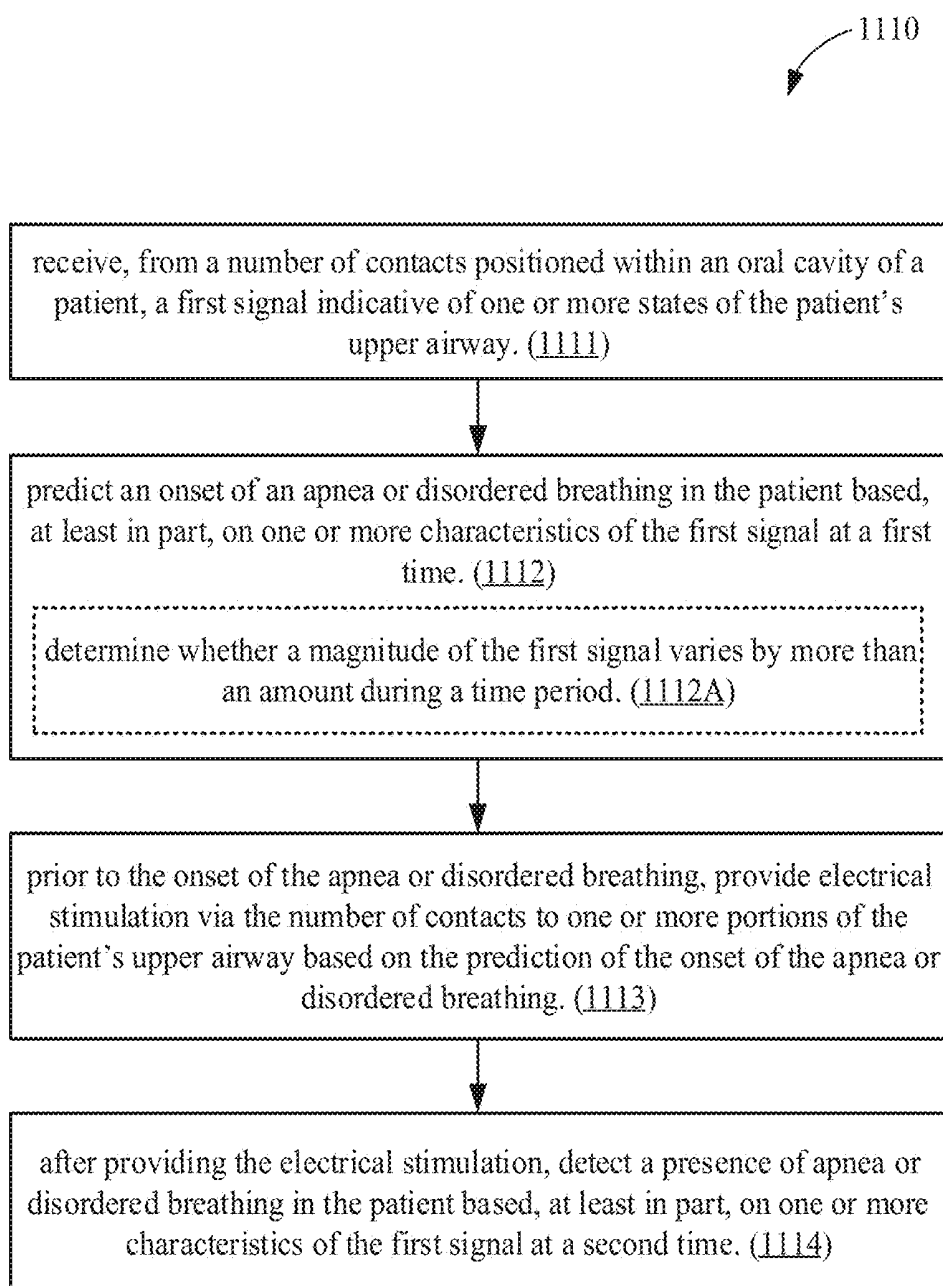 1110
receive, from a number of contacts positioned within an oral cavity of a
patient, a first signal indicative of one or more states of the patient's
upper airway. (1111)
predict an onset of an apnea or disordered breathing in the patient based,
at least in part, on one or more characteristics of the first signal at a first
time. (1112)
determine whether a magnitude of the first signal varies by more than
an amount during a time period. (1112A)
prior to the onset of the apnea or disordered breathing, provide electrical
stimulation via the number of contacts to one or more portions of the
patient's upper airway based on the prediction of the onset of the apnea or
disordered breathing. (1113)
after providing the electrical stimulation, detect a presence of apnea or
disordered breathing in the patient based, at least in part, on one or more
characteristics of the first signal at a second time. (1114)